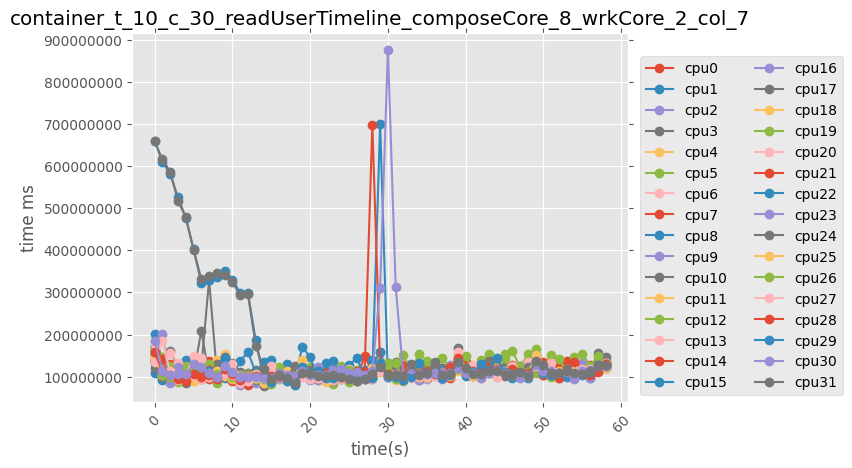 container_t_10_c_30_readUserTimeline_composeCore_8_wrkCore_2_col_7
time ms
900000000
800000000
700000000
600000000
500000000
400000000
300000000
200000000
100000000
0
10
20
30
40
50
60
time(s)
cpu0
cpu1
cpu2
cpu3
cpu4
cpu5
cpu6
cpu7
cpu8
cpu9
cpu10
cpu11
cpu12
cpu13
cpu14
cpu15
cpu16
cpu17
cpu18
cpu19
cpu20
cpu21
cpu22
cpu23
cpu24
cpu25
cpu26
cpu27
cpu28
cpu29
cpu30
cpu31